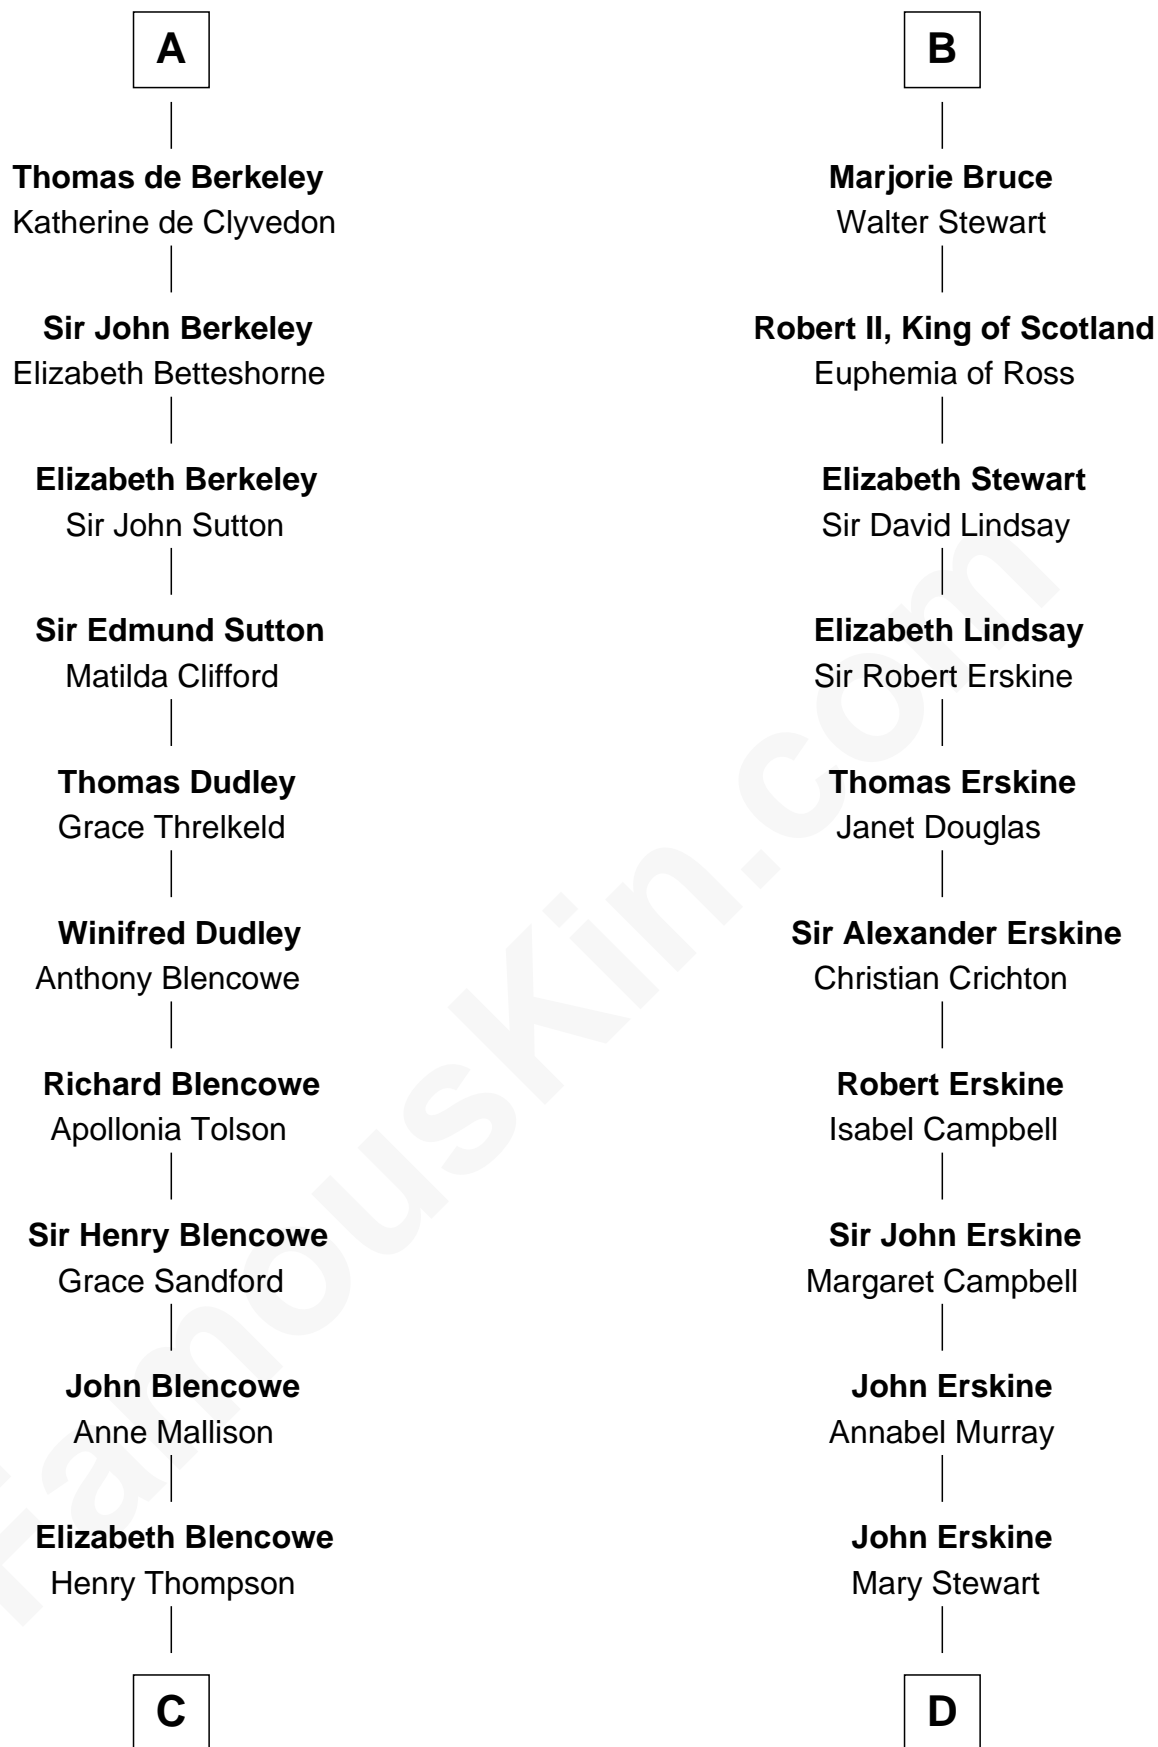 A
Thomas de Berkeley
Katherine de Clyvedon
Sir John Berkeley
Elizabeth Betteshorne
Elizabeth Berkeley
Sir John Sutton
Sir Edmund Sutton
Matilda Clifford
Thomas Dudley
Grace Threlkeld
Winifred Dudley
Anthony Blencowe
Richard Blencowe
Apollonia Tolson
Sir Henry Blencowe
Grace Sandford
John Blencowe
Anne Mallison
Elizabeth Blencowe
Henry Thompson
C
B
Marjorie Bruce
Walter Stewart
Robert II, King of Scotland
Euphemia of Ross
Elizabeth Stewart
Sir David Lindsay
Elizabeth Lindsay
Sir Robert Erskine
Thomas Erskine
Janet Douglas
Sir Alexander Erskine
Christian Crichton
Robert Erskine
Isabel Campbell
Sir John Erskine
Margaret Campbell
John Erskine
Annabel Murray
John Erskine
Mary Stewart
D
FamousKin.com